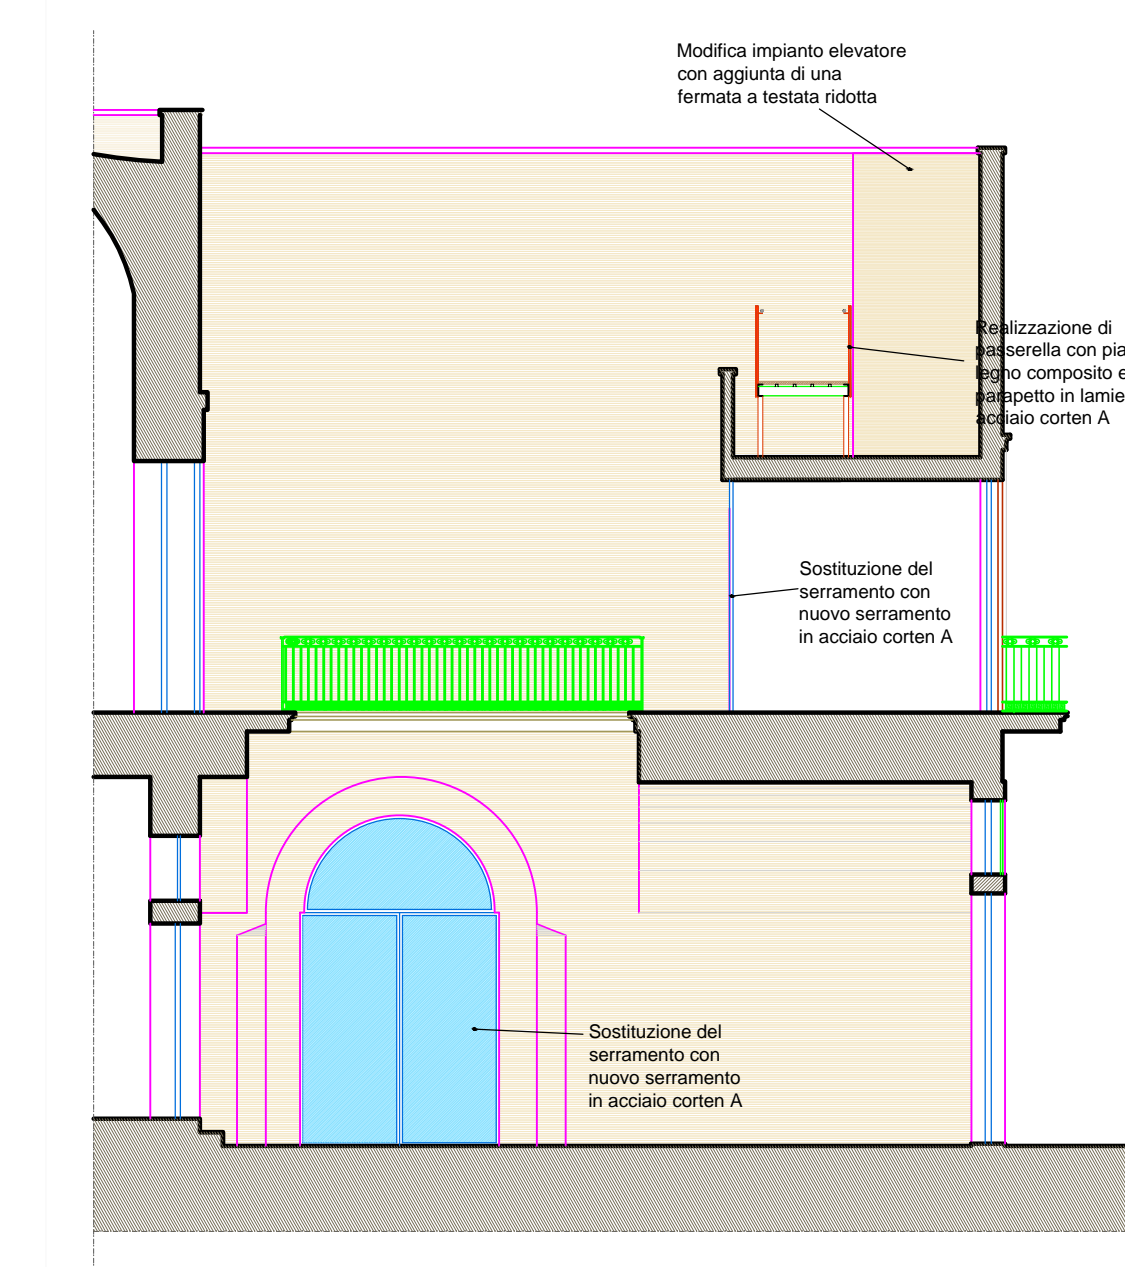 Modifica impianto elevatore
con aggiunta di una
fermata a testata ridotta
Realizzazione di
passerella con pia
legno composito e
parapetto in lamie
acciaio corten A
Sostituzione del
serramento con
nuovo serramento
in acciaio corten A
Sostituzione del
serramento con
nuovo serramento
in acciaio corten A